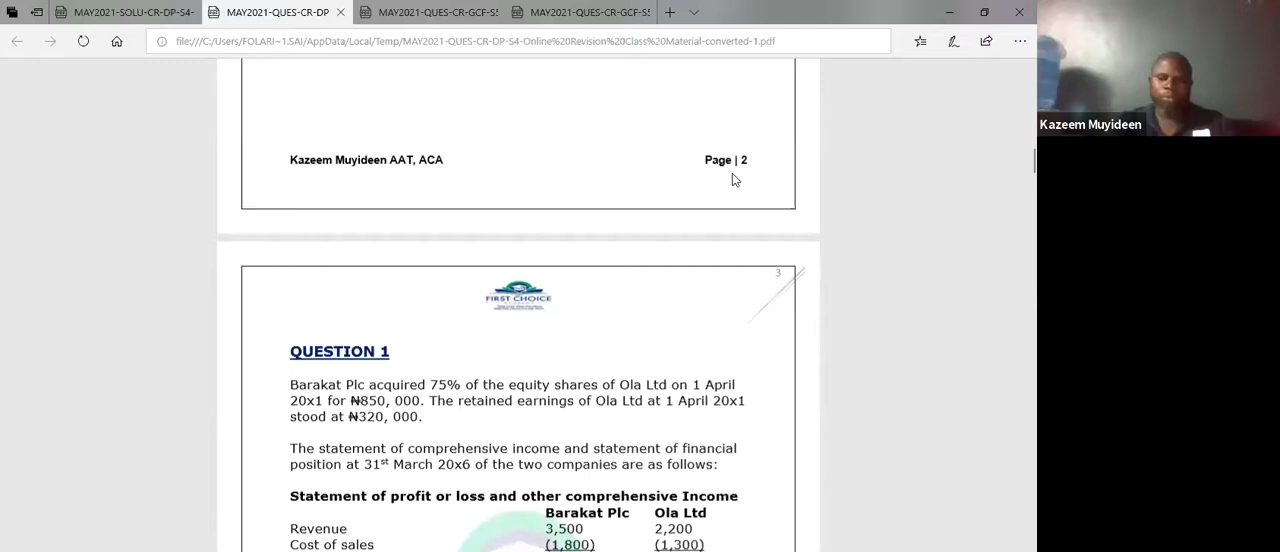 MAY2021-SOLU-CR-DP-S4-
MAY2021-QUES-CR-DP
MAY2021-QUES-CR-GCF-S!
MAY2021-QUES-CR-GCF-S!
file:///C:/Users/FOLARI~1.SAI/AppData/Local/Temp/MAY2021-QUES-CR-DP-S4-Online%20Revision%20Class%20Material-converted-1.pdf
Kazeem Muyideen
Kazeem Muyideen AAT, ACA Page | 2
3
FIRST CHOICE
QUESTION 1
Barakat Plc acquired 75% of the equity shares of Ola Ltd on 1 April
20x1 for ₦850, 000. The retained earnings of Ola Ltd at 1 April 20x1
stood at ₦320, 000.
The statement of comprehensive income and statement of financial
position at 31st March 20x6 of the two companies are as follows:
Statement of profit or loss and other comprehensive Income
Barakat Plc Ola Ltd
Revenue 3,500 2,200
Cost of sales (1,800) (1,300)